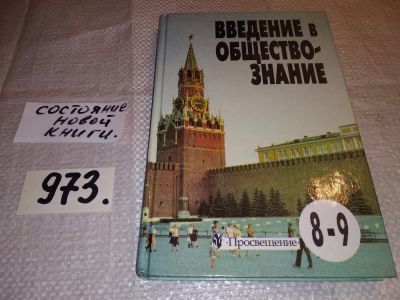 ВВЕДЕНИЕ В
ОБЩЕСТВО-
ЗНАНИЕ
состояние
новой
книги.
973.
8-9
·Просвещение·